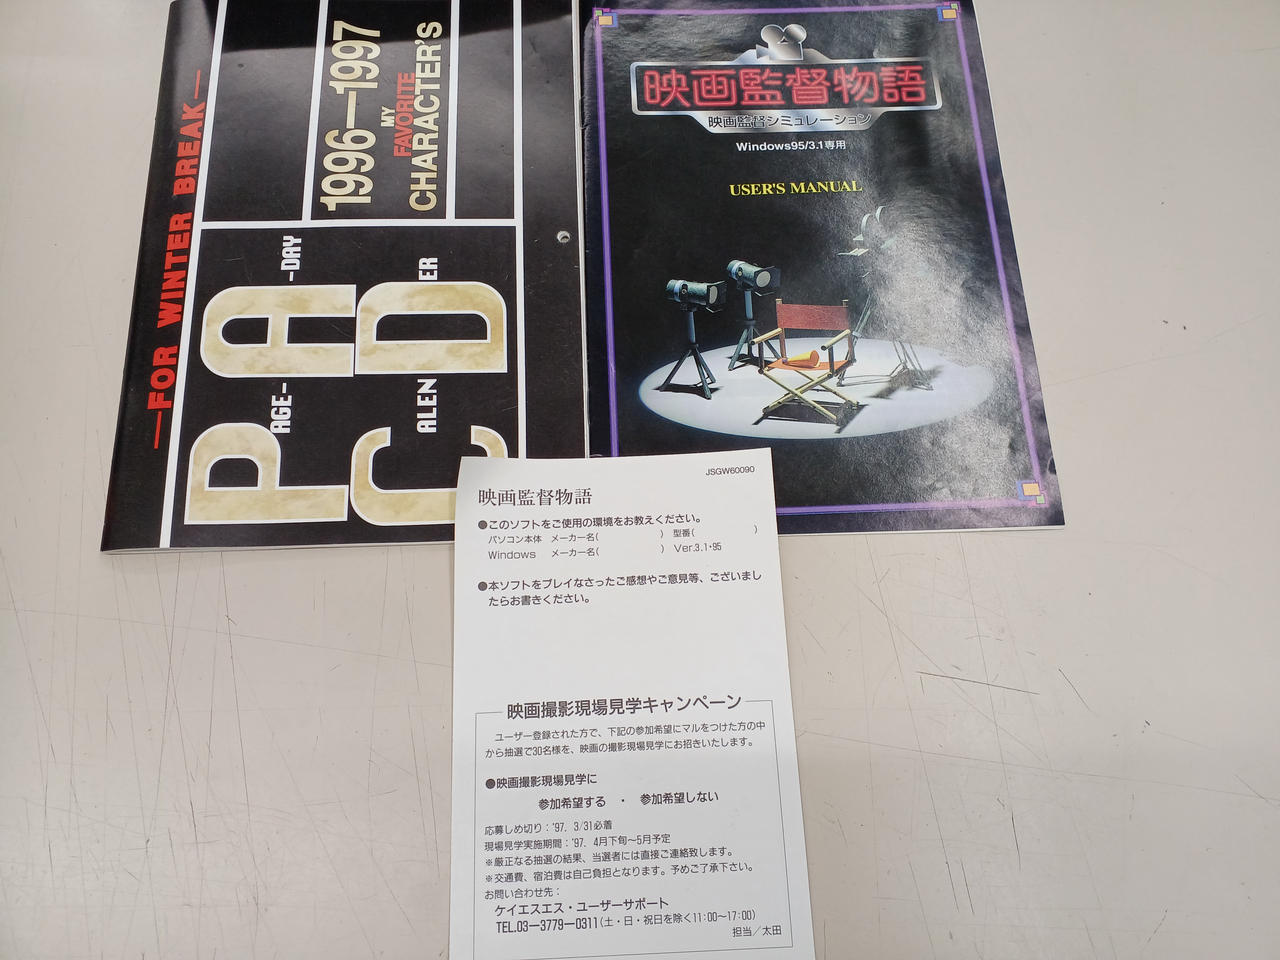 —FOR WINTER BREAK—
1996—1997
MY
FAVORITE
CHARACTER'S
PAGE-A-DAY
CALENDER
映画監督物語
映画監督シミュレーション
Windows95/3.1専用
USER'S MANUAL
JSGW60090
映画監督物語
●このソフトをご使用の環境をお教えください。
パソコン本体 メーカー名( ) 型番( )
Windows メーカー名( ) Ver.3.1・95
●本ソフトをプレイなさったご感想やご意見等、ございまし
たらお書きください。
映画撮影現場見学キャンペーン
ユーザー登録された方で、下記の参加希望にマルをつけた方の中
から抽選で30名様を、映画の撮影現場見学にお招きいたします。
●映画撮影現場見学に
参加希望する ・ 参加希望しない
応募しめ切り：'97. 3/31必着
現場見学実施期間：'97. 4月下旬〜5月予定
※厳正なる抽選の結果、当選者には直接ご連絡致します。
※交通費、宿泊費は自己負担となります。予めご了承下さい。
お問い合わせ先：
ケイエスエス・ユーザーサポート
TEL.03—3779—0311(土・日・祝日を除く11:00〜17:00)
担当／太田